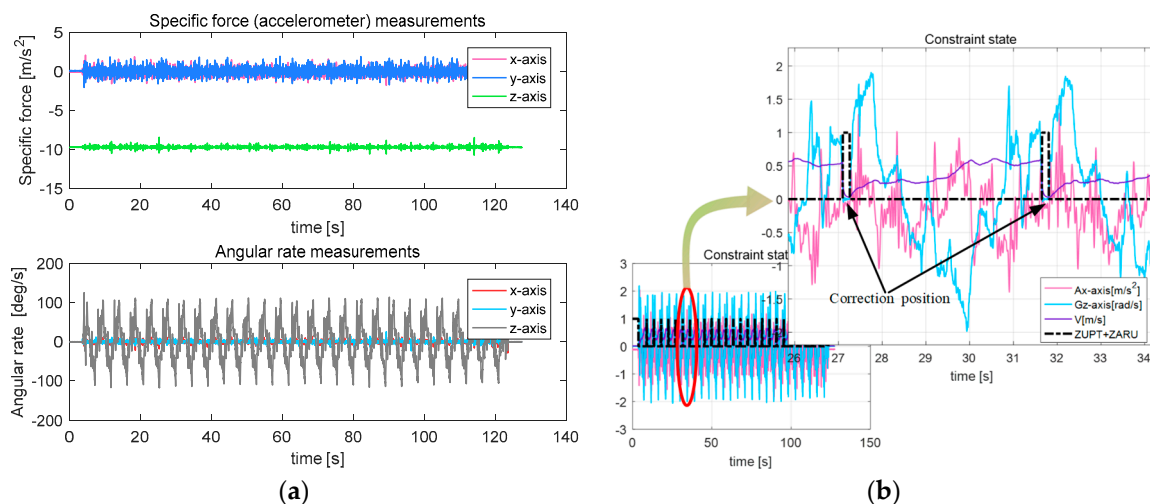 Specific force (accelerometer) measurements
Specific force [m/s²]
5
0
-5
-10
-15
x-axis
y-axis
z-axis
0 20 40 60 80 100 120 140
time [s]
Angular rate measurements
Angular rate [deg/s]
200
100
0
-100
-200
x-axis
y-axis
z-axis
0 20 40 60 80 100 120 140
time [s]
(a)
Constraint state
2
1.5
1
0.5
0
-0.5
-1
-1
Correction position
Ax-axis[m/s²]
Gz-axis[rad/s]
V[m/s]
ZUPT+ZARU
26 27 28 29 30 31 32 33 34
time [s]
Constraint stat
3
2
1
0
-1
-2
-3
0 50 100 150
time [s]
(b)